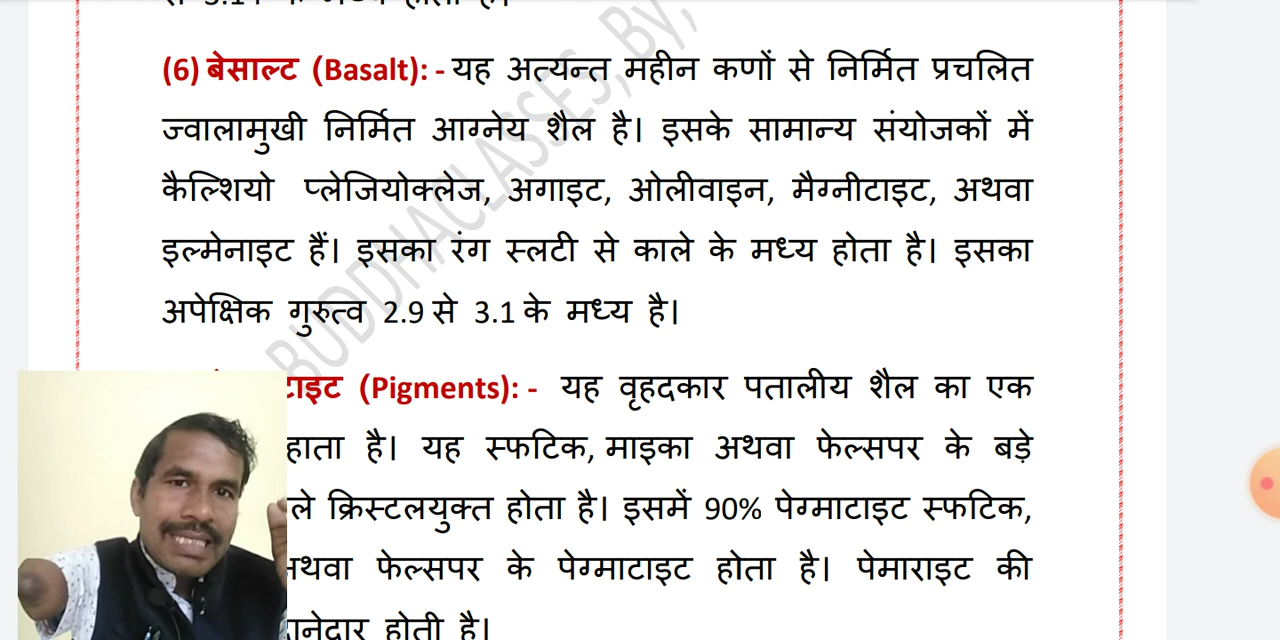 (6) बेसाल्ट (Basalt): - यह अत्यन्त महीन कणों से निर्मित प्रचलित
ज्वालामुखी निर्मित आग्नेय शैल है। इसके सामान्य संयोजकों में
कैल्शियो प्लेजियोक्लेज, अगाइट, ओलीवाइन, मैग्नीटाइट, अथवा
इल्मेनाइट हैं। इसका रंग स्लटी से काले के मध्य होता है। इसका
अपेक्षिक गुरुत्व 2.9 से 3.1 के मध्य है।
(Pigments): - यह वृहदकार पतालीय शैल का एक
हाता है। यह स्फटिक, माइका अथवा फेल्सपर के बड़े
क्रिस्टलयुक्त होता है। इसमें 90% पेग्माटाइट स्फटिक,
फेल्सपर के पेग्माटाइट होता है। पेमाराइट की
होती है।
BUDDHACLASSES, By,